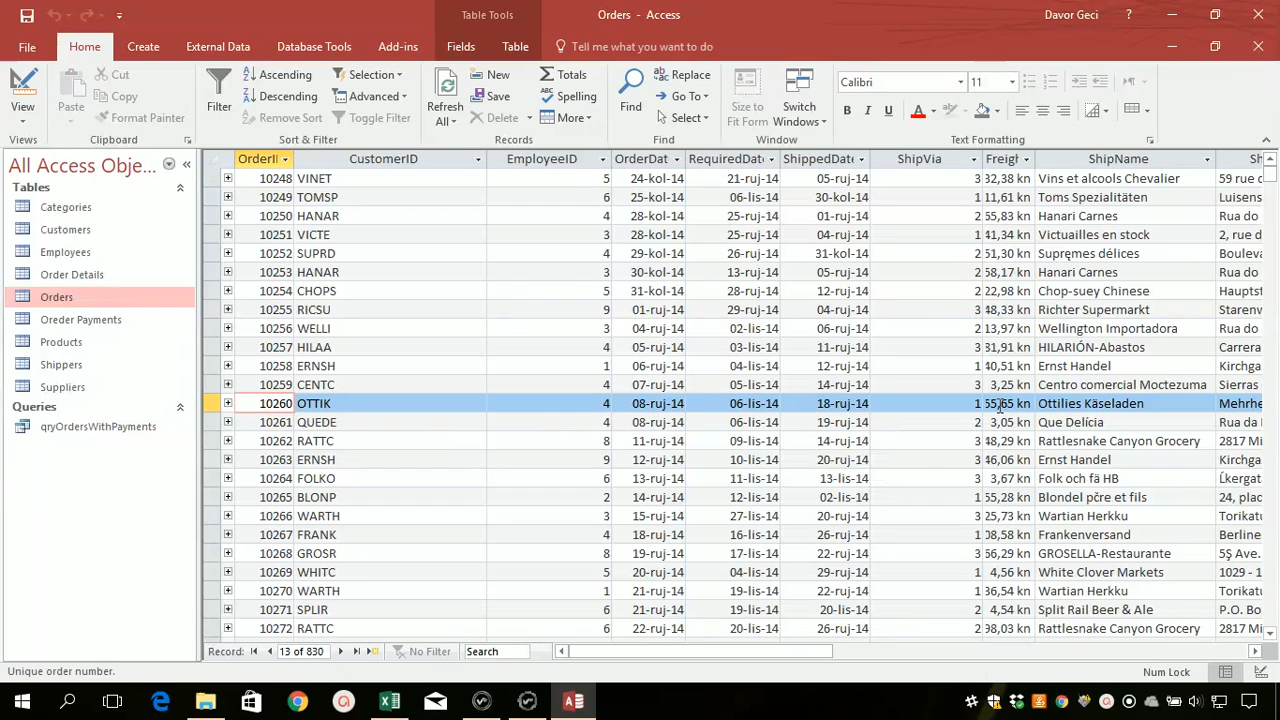 Table Tools
Orders - Access
Davor Geci
?
File
Home
Create
External Data
Database Tools
Add-ins
Fields
Table
Tell me what you want to do
View
Views
Paste
Cut
Copy
Format Painter
Clipboard
Filter
Ascending
Descending
Remove Sort
Selection
Advanced
Toggle Filter
Sort & Filter
Refresh
All
New
Save
Delete
Totals
Spelling
More
Records
Find
Replace
Go To
Select
Find
Size to
Fit Form
Switch
Windows
Window
Calibri
11
B I U
A
Text Formatting
All Access Obje...
Tables
Categories
Customers
Employees
Order Details
Orders
Oreder Payments
Products
Shippers
Suppliers
Queries
qryOrdersWithPayments
OrderII CustomerID EmployeeID OrderDat RequiredDate ShippedDate ShipVia Freigh ShipName Sh
10248 VINET 5 24-kol-14 21-ruj-14 05-ruj-14 3 32,38 kn Vins et alcools Chevalier 59 rue d
10249 TOMSP 6 25-kol-14 06-lis-14 30-kol-14 1 11,61 kn Toms Spezialitäten Luisens
10250 HANAR 4 28-kol-14 25-ruj-14 01-ruj-14 2 65,83 kn Hanari Carnes Rua do
10251 VICTE 3 28-kol-14 25-ruj-14 04-ruj-14 1 41,34 kn Victuailles en stock 2, rue d
10252 SUPRD 4 29-kol-14 26-ruj-14 31-kol-14 2 51,30 kn Supręmes délices Boulev
10253 HANAR 3 30-kol-14 13-ruj-14 05-ruj-14 2 58,17 kn Hanari Carnes Rua do
10254 CHOPS 5 31-kol-14 28-ruj-14 12-ruj-14 2 22,98 kn Chop-suey Chinese Hauptst
10255 RICSU 9 01-ruj-14 29-ruj-14 04-ruj-14 3 48,33 kn Richter Supermarkt Starenw
10256 WELLI 3 04-ruj-14 02-lis-14 06-ruj-14 2 13,97 kn Wellington Importadora Rua do
10257 HILAA 4 05-ruj-14 03-lis-14 11-ruj-14 3 81,91 kn HILARIÓN-Abastos Carrera
10258 ERNSH 1 06-ruj-14 04-lis-14 12-ruj-14 1 40,51 kn Ernst Handel Kirchga
10259 CENTC 4 07-ruj-14 05-lis-14 14-ruj-14 3 3,25 kn Centro comercial Moctezuma Sierras
10260 OTTIK 4 08-ruj-14 06-lis-14 18-ruj-14 1 55,65 kn Ottilies Käseladen Mehrhe
10261 QUEDE 4 08-ruj-14 06-lis-14 19-ruj-14 2 3,05 kn Que Delícia Rua da
10262 RATTC 8 11-ruj-14 09-lis-14 14-ruj-14 3 48,29 kn Rattlesnake Canyon Grocery 2817 Mi
10263 ERNSH 9 12-ruj-14 10-lis-14 20-ruj-14 3 46,06 kn Ernst Handel Kirchga
10264 FOLKO 6 13-ruj-14 11-lis-14 13-lis-14 3 3,67 kn Folk och fä HB Ĺkergat
10265 BLONP 2 14-ruj-14 12-lis-14 02-lis-14 1 55,28 kn Blondel pčre et fils 24, plac
10266 WARTH 3 15-ruj-14 27-lis-14 20-ruj-14 3 25,73 kn Wartian Herkku Torikatu
10267 FRANK 4 18-ruj-14 16-lis-14 26-ruj-14 1 08,58 kn Frankenversand Berline
10268 GROSR 8 19-ruj-14 17-lis-14 22-ruj-14 3 66,29 kn GROSELLA-Restaurante 5Ş Ave.
10269 WHITC 5 20-ruj-14 04-lis-14 29-ruj-14 1 4,56 kn White Clover Markets 1029 - 1
10270 WARTH 1 21-ruj-14 19-lis-14 22-ruj-14 1 36,54 kn Wartian Herkku Torikatu
10271 SPLIR 6 21-ruj-14 19-lis-14 20-lis-14 2 4,54 kn Split Rail Beer & Ale P.O. Bo
10272 RATTC 6 22-ruj-14 20-lis-14 26-ruj-14 2 98,03 kn Rattlesnake Canyon Grocery 2817 Mi
Record: 13 of 830 No Filter Search
Unique order number.
Num Lock